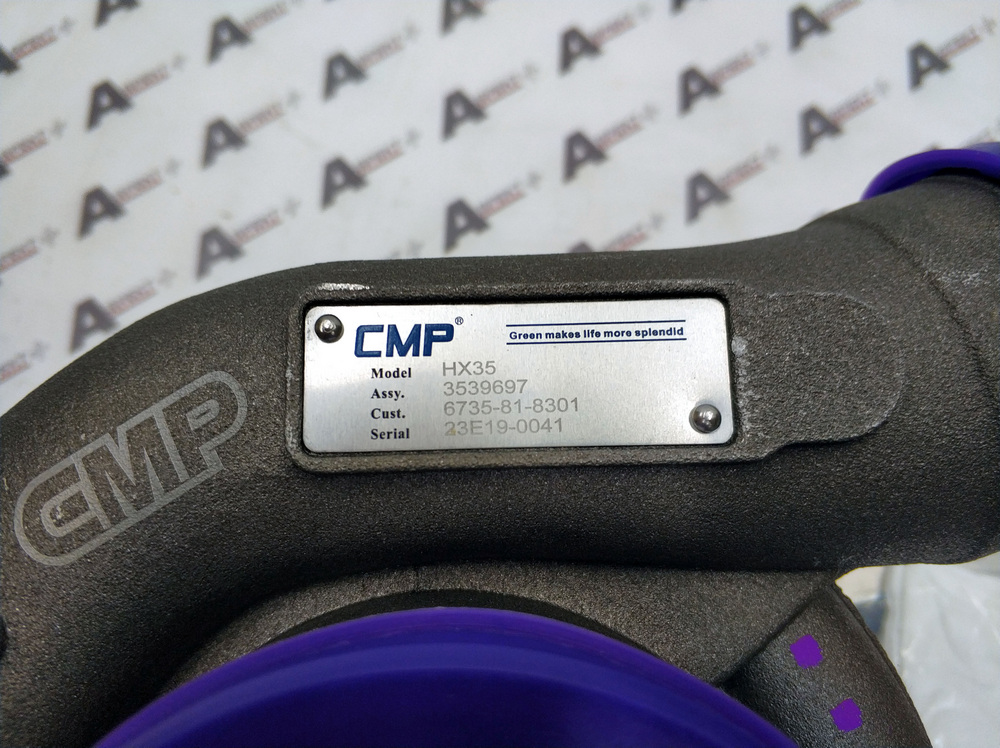 CMP®
Green makes life more splendid
Model HX35
Assy. 3539697
Cust. 6735-81-8301
Serial 23E19-0041
CMP